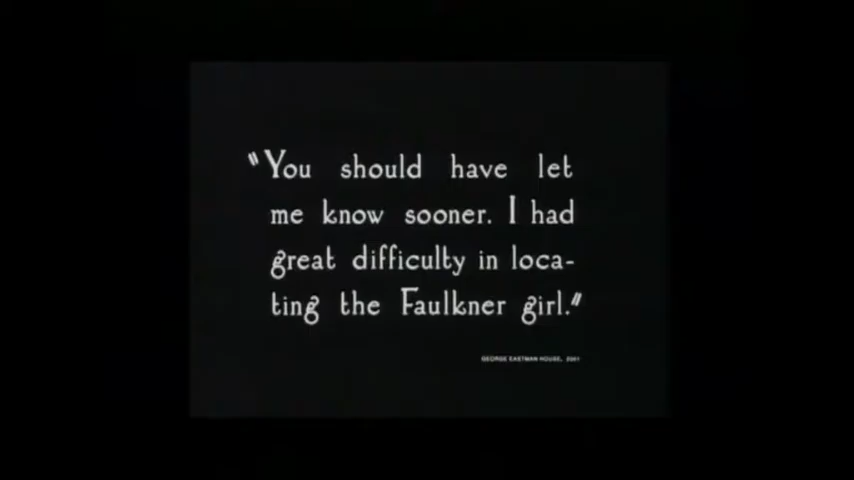 "You should have let
me know sooner. I had
great difficulty in loca-
ting the Faulkner girl."
GEORGE EASTMAN HOUSE, 2001